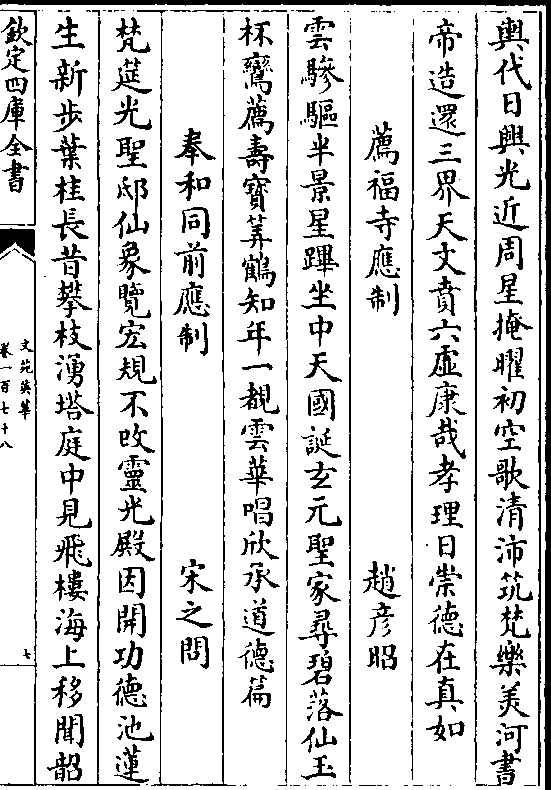 輿代日興光近周星掩曜初空歌清沛筑梵樂美河書
帝造還三界天文賁六虛康哉孝理日崇德在真如
薦福寺應制　趙彦昭
雲驂驅半景星蹕坐中天國誕玄元聖家尋碧落仙玉
杯鸞薦壽寶筭鶴知年一覩雲華唱欣承道德篇
奉和同前應制　宋之問
梵筵光聖邸仙象覽宏規不改靈光殿因開功德池蓮
生新步葉桂長昔攀枝湧塔庭中見飛樓海上移聞韶
欽定四庫全書
文苑英華
卷一百七十八
七